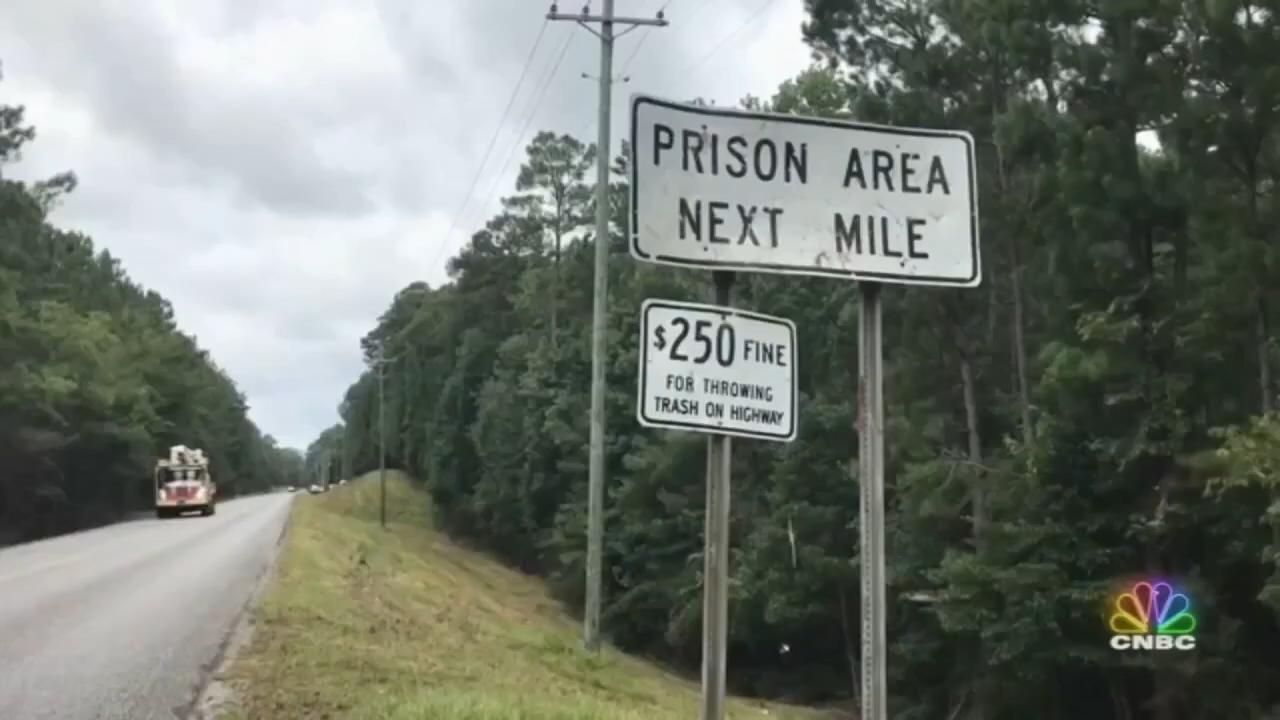 PRISON AREA
NEXT MILE
$250 FINE
FOR THROWING
TRASH ON HIGHWAY
CNBC